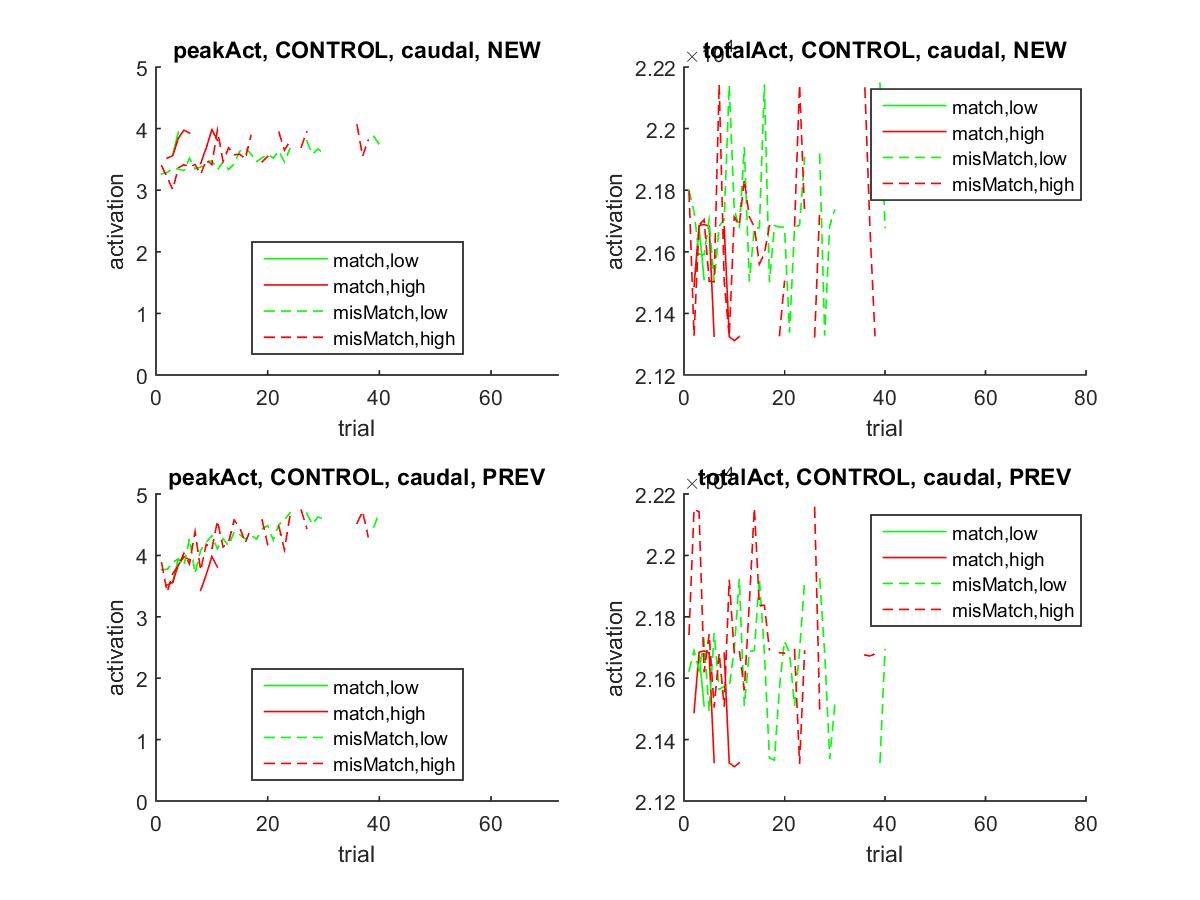 peakAct, CONTROL, caudal, NEW
5
4
3
2
1
0
activation
0 20 40 60
trial
match,low
match,high
misMatch,low
misMatch,high
totalAct, CONTROL, caudal, NEW
2.22
2.2
2.18
2.16
2.14
2.12
activation
0 20 40 60 80
trial
match,low
match,high
misMatch,low
misMatch,high
peakAct, CONTROL, caudal, PREV
5
4
3
2
1
0
activation
0 20 40 60
trial
match,low
match,high
misMatch,low
misMatch,high
totalAct, CONTROL, caudal, PREV
×10⁴
2.22
2.2
2.18
2.16
2.14
2.12
activation
0 20 40 60 80
trial
match,low
match,high
misMatch,low
misMatch,high